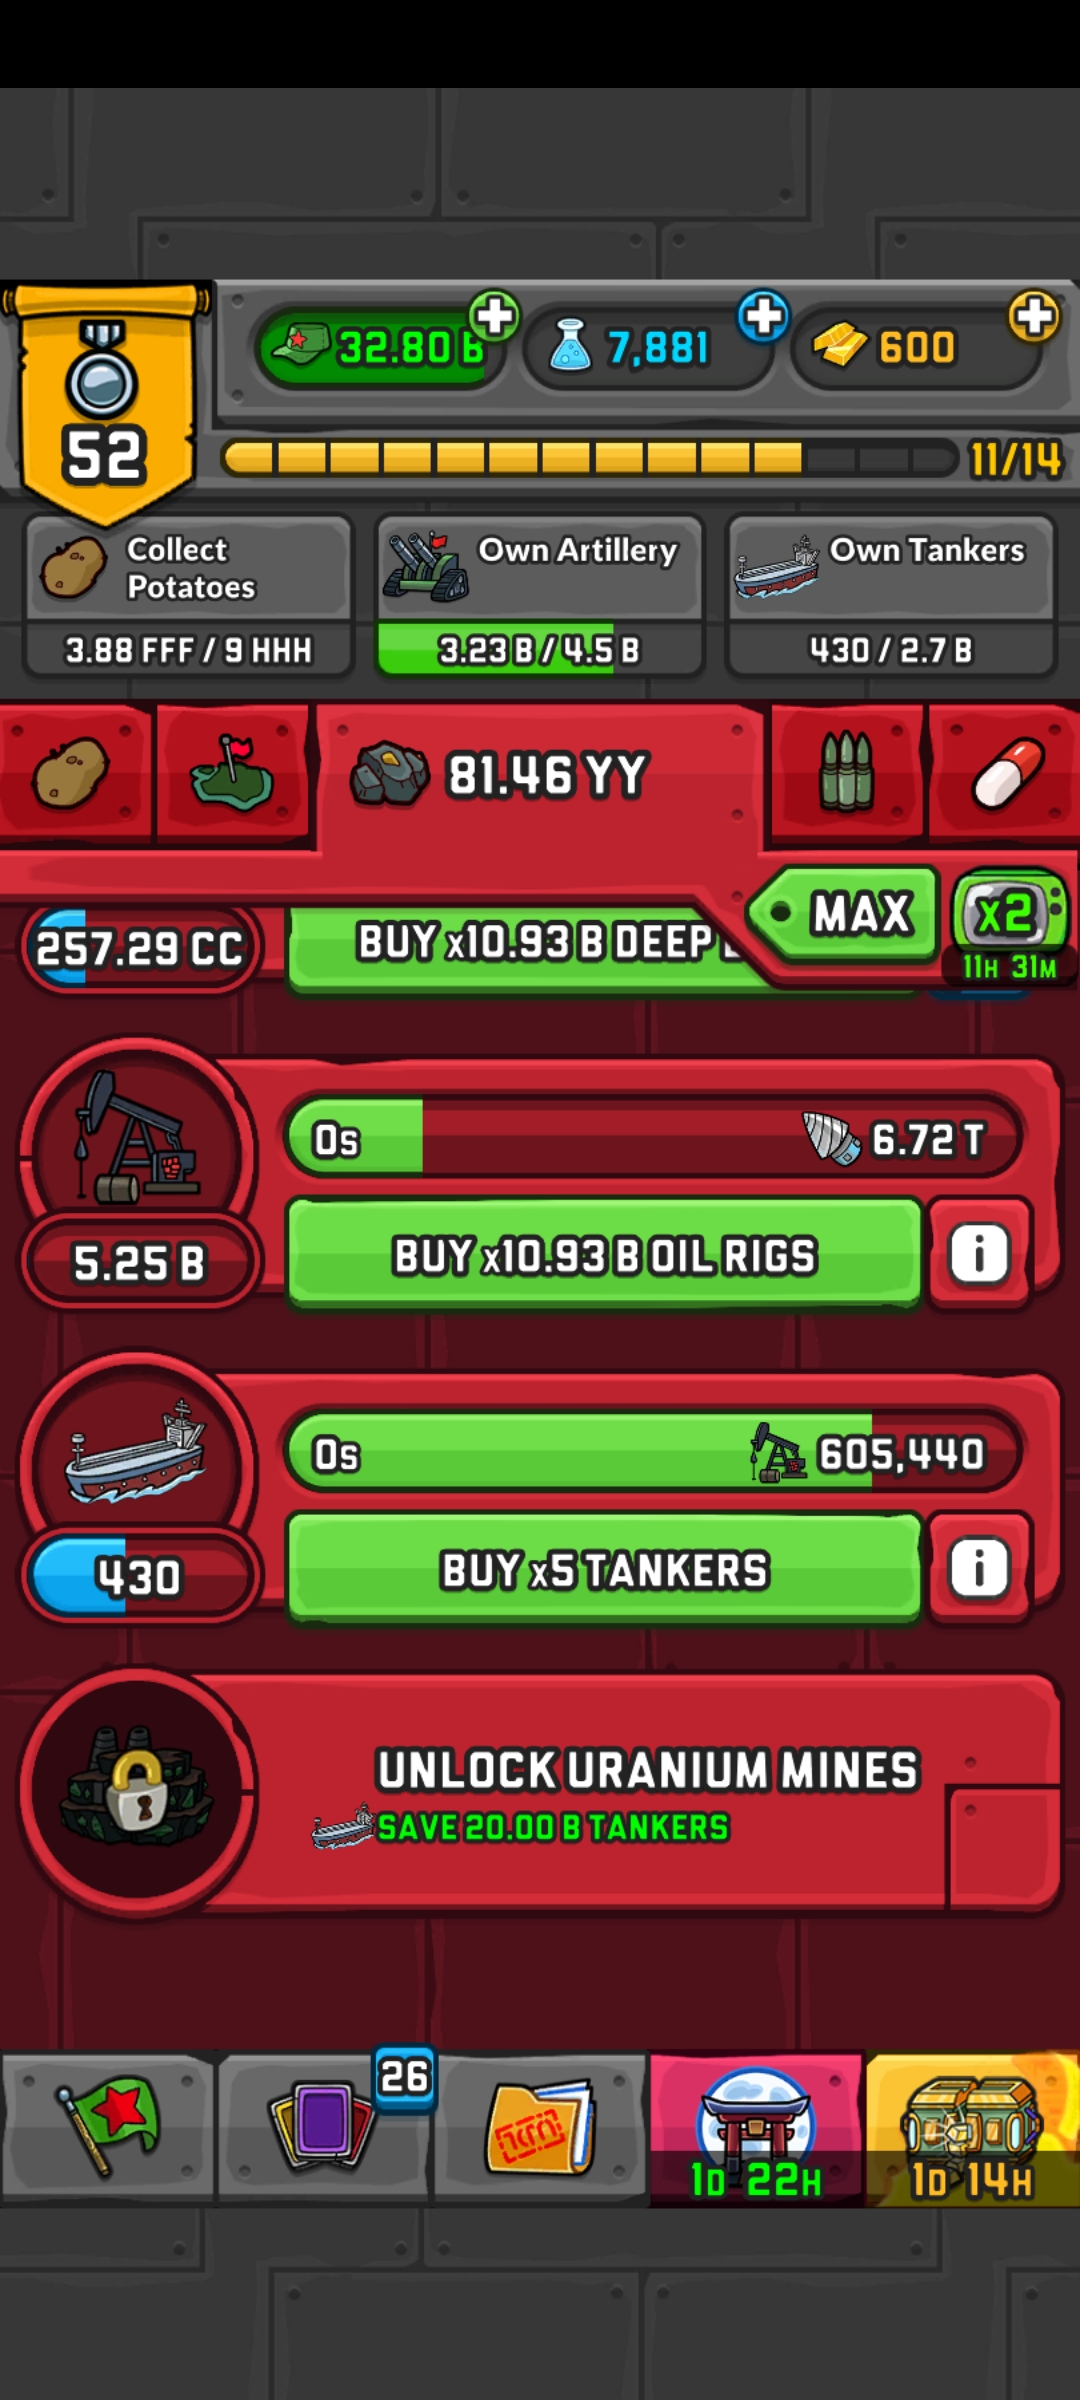 32.80 B
7,881
600
52
11/14
Collect
Potatoes
3.88 FFF / 9 HHH
Own Artillery
3.23 B / 4.5 B
Own Tankers
430 / 2.7 B
81.46 YY
MAX
x2
11H 31M
257.29 CC
BUY x10.93 B DEEP
0s
6.72 T
5.25 B
BUY x10.93 B OIL RIGS
i
0s
605,440
430
BUY x5 TANKERS
i
UNLOCK URANIUM MINES
SAVE 20.00 B TANKERS
26
1D 22H
1D 14H